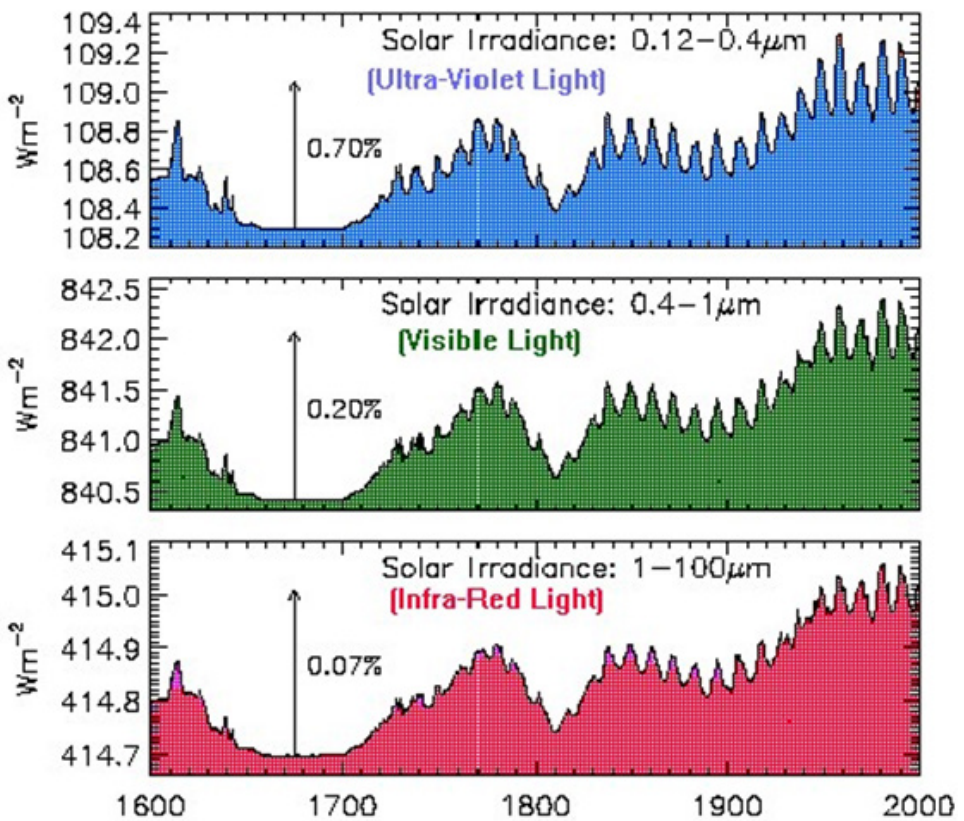 109.4
Solar Irradiance: 0.12−0.4μm
109.2
(Ultra-Violet Light)
109.0
Wm⁻²
108.8
0.70%
108.6
108.4
108.2
842.5
Solar Irradiance: 0.4−1μm
842.0
(Visible Light)
Wm⁻²
841.5
0.20%
841.0
840.5
415.1
Solar Irradiance: 1−100μm
415.0
(Infra-Red Light)
Wm⁻²
414.9
0.07%
414.8
414.7
1600 1700 1800 1900 2000